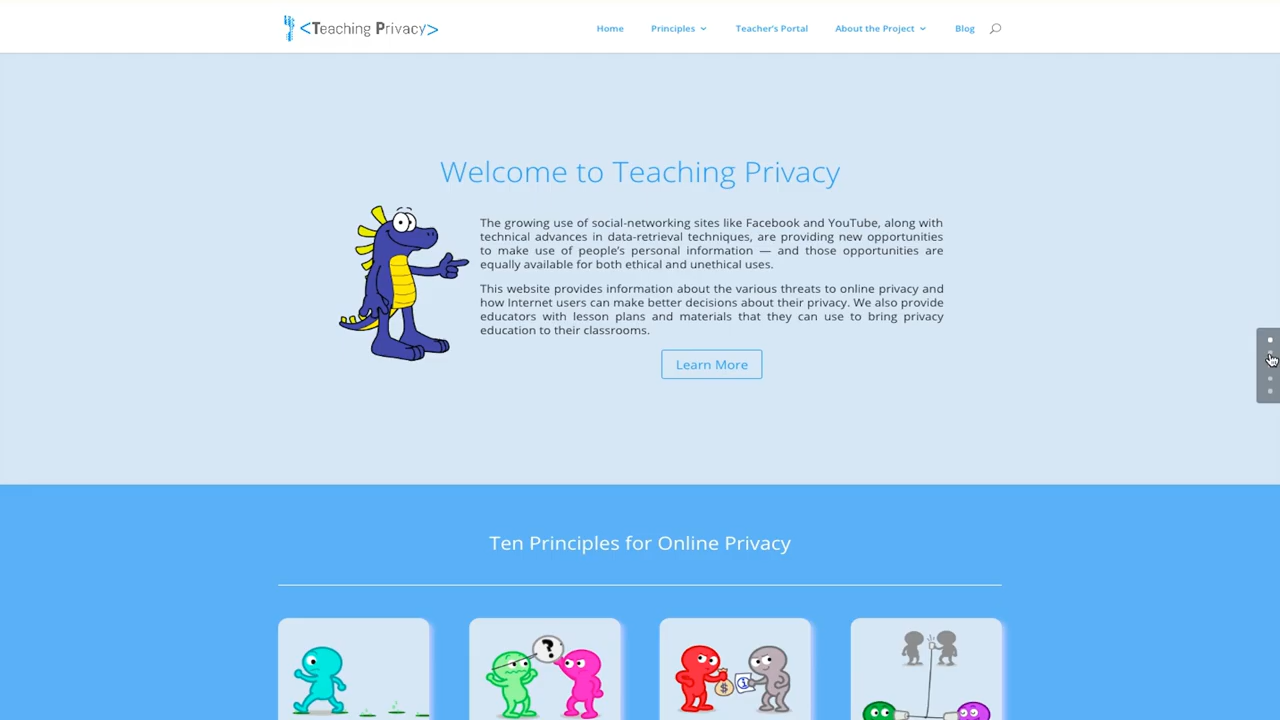 <Teaching Privacy>
Home Principles Teacher's Portal About the Project Blog
Welcome to Teaching Privacy
The growing use of social-networking sites like Facebook and YouTube, along with
technical advances in data-retrieval techniques, are providing new opportunities
to make use of people's personal information — and those opportunities are
equally available for both ethical and unethical uses.
This website provides information about the various threats to online privacy and
how Internet users can make better decisions about their privacy. We also provide
educators with lesson plans and materials that they can use to bring privacy
education to their classrooms.
Learn More
Ten Principles for Online Privacy
?
$